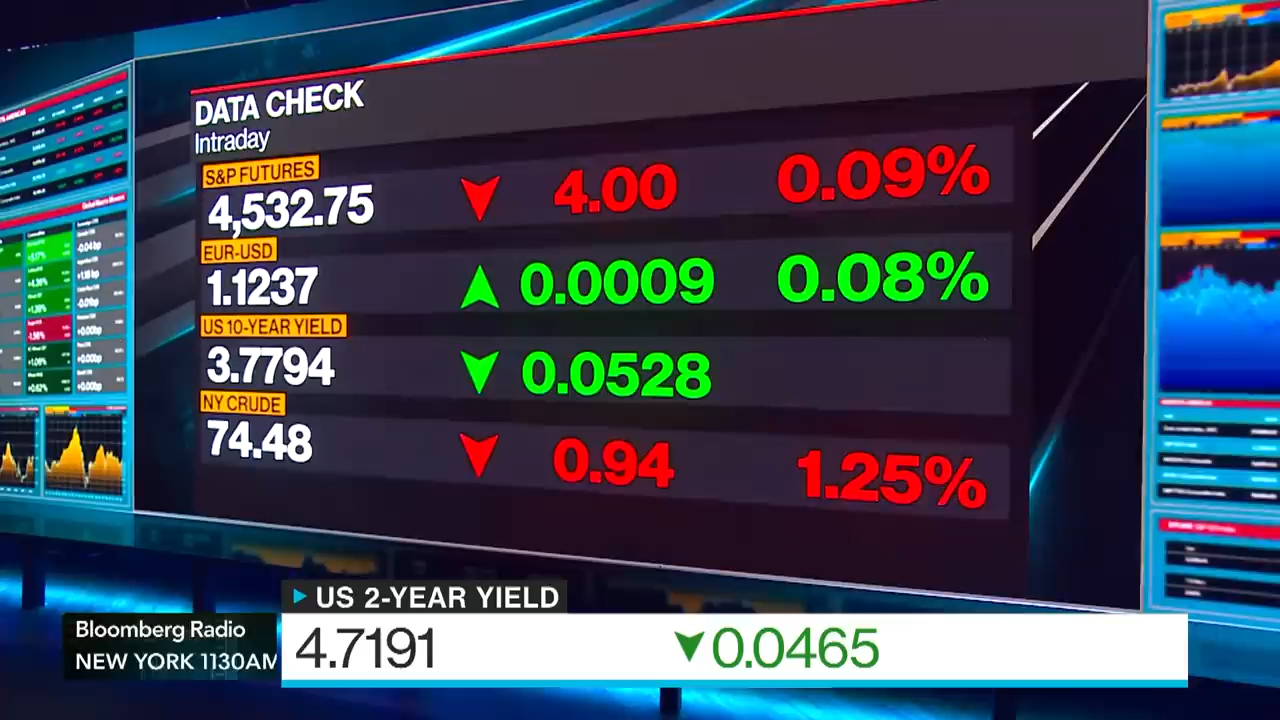 DATA CHECK
Intraday
S&P FUTURES
4,532.75 ▼ 4.00 0.09%
EUR-USD
1.1237 ▲ 0.0009 0.08%
US 10-YEAR YIELD
3.7794 ▼ 0.0528
NY CRUDE
74.48 ▼ 0.94 1.25%
US 2-YEAR YIELD
4.7191 ▼0.0465
Bloomberg Radio
NEW YORK 1130AM